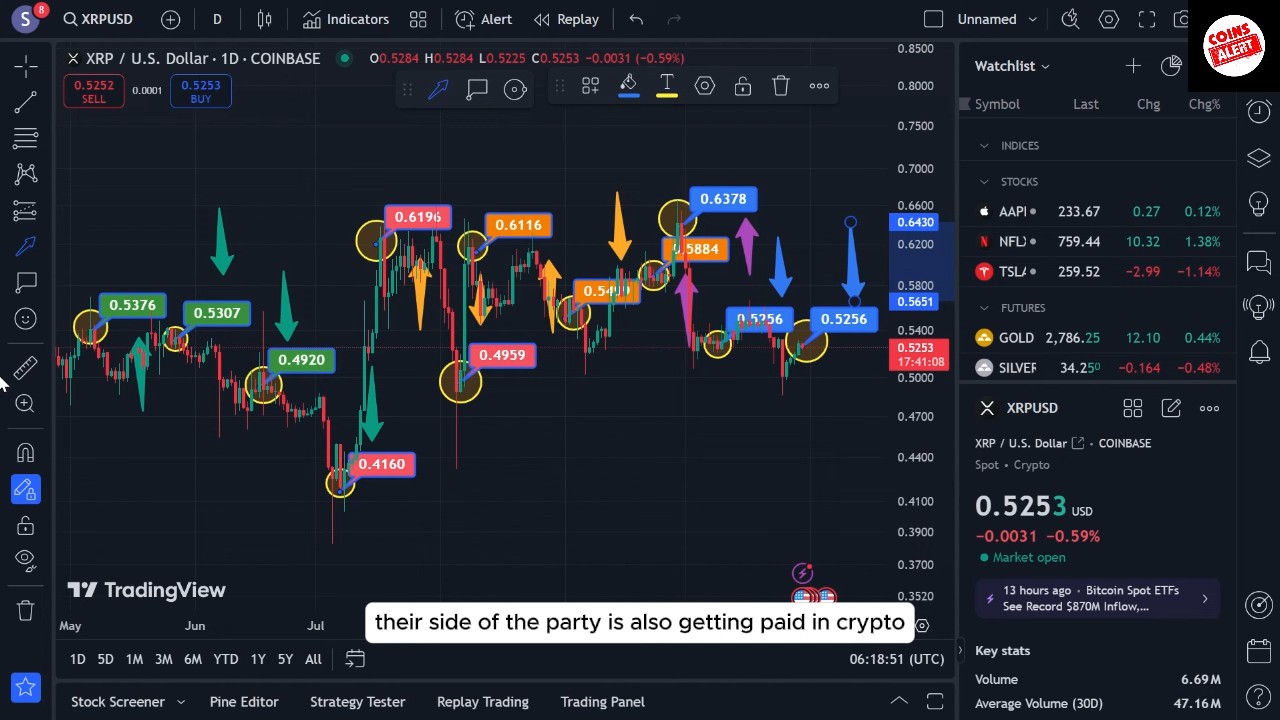 S
8
XRPUSD
D
Indicators
Alert
Replay
Unnamed
COINS
ALERT
XRP / U.S. Dollar · 1D · COINBASE
O0.5284 H0.5284 L0.5225 C0.5253 −0.0031 (−0.59%)
0.5252
SELL
0.0001
0.5253
BUY
T
0.8500
0.8000
0.7500
0.7000
0.6600
0.6430
0.6200
0.5800
0.5651
0.5400
0.5253
17:41:08
0.5000
0.4700
0.4400
0.4100
0.3900
0.3700
0.3520
0.5376
0.5307
0.4920
0.4160
0.6196
0.4959
0.6116
0.5884
0.6378
0.5256
0.5256
TradingView
May
Jun
Jul
their side of the party is also getting paid in crypto
1D 5D 1M 3M 6M YTD 1Y 5Y All
06:18:51 (UTC)
Stock Screener
Pine Editor
Strategy Tester
Replay Trading
Trading Panel
Watchlist
Symbol Last Chg Chg%
INDICES
STOCKS
AAPL 233.67 0.27 0.12%
NFL 759.44 10.32 1.38%
TSL 259.52 −2.99 −1.14%
FUTURES
GOLD 2,786.25 12.10 0.44%
SILVER 34.250 −0.164 −0.48%
XRPUSD
XRP / U.S. Dollar · COINBASE
Spot · Crypto
0.5253 USD
−0.0031 −0.59%
Market open
13 hours ago · Bitcoin Spot ETFs
See Record $870M Inflow,...
Key stats
Volume 6.69M
Average Volume (30D) 47.16M